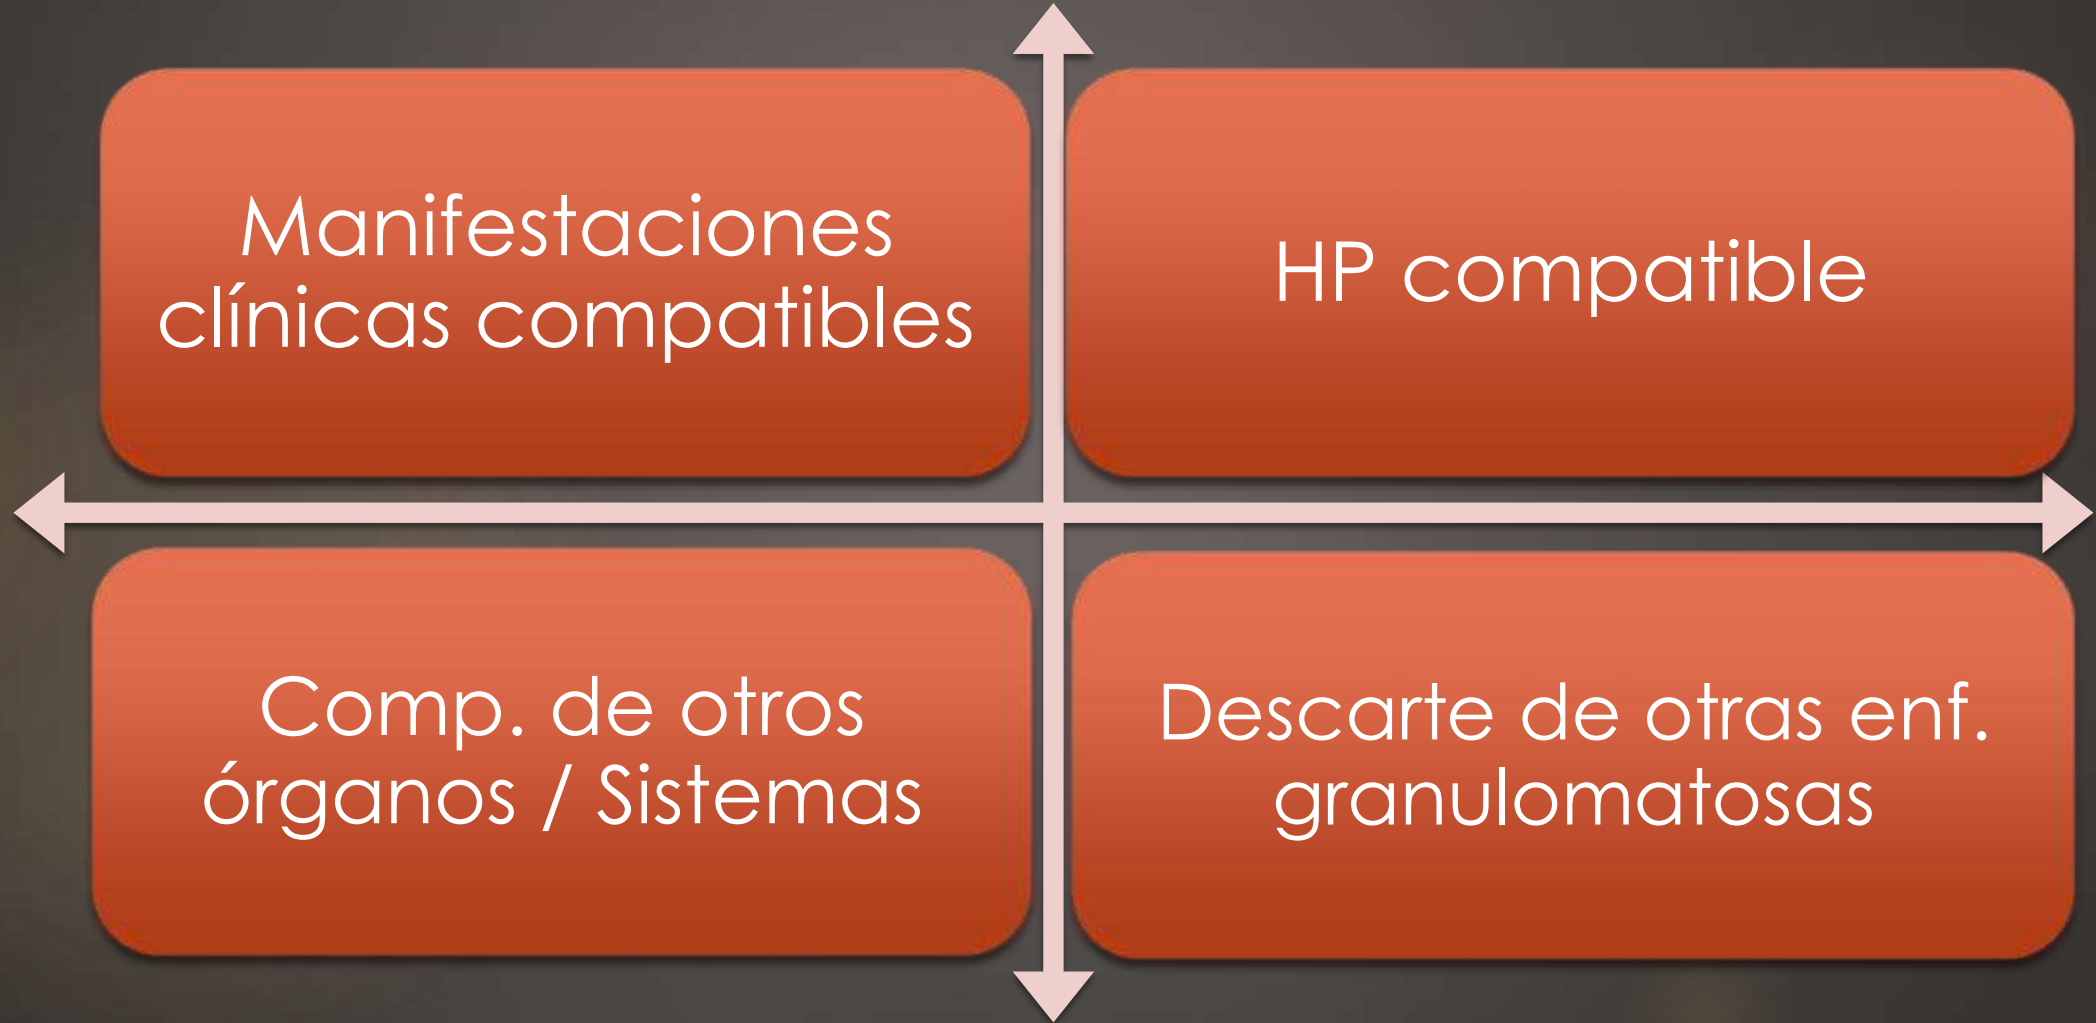 Manifestaciones
clínicas compatibles
HP compatible
Comp. de otros
órganos / Sistemas
Descarte de otras enf.
granulomatosas